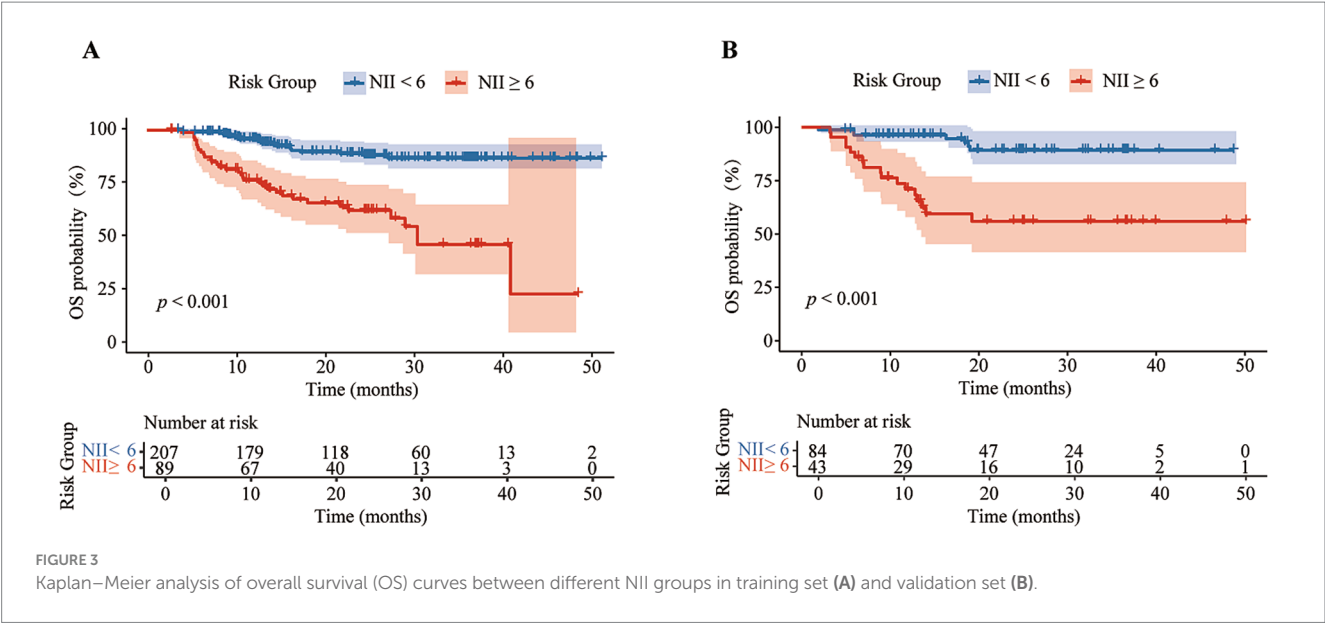 A
Risk Group NII < 6 NII ≥ 6
OS probability (%)
100
75
50
25
0
p < 0.001
0 10 20 30 40 50
Time (months)
Number at risk
Risk Group
NII< 6 207 179 118 60 13 2
NII≥ 6 89 67 40 13 3 0
0 10 20 30 40 50
Time (months)
B
Risk Group NII < 6 NII ≥ 6
OS probability (%)
100
75
50
25
0
p < 0.001
0 10 20 30 40 50
Time (months)
Number at risk
Risk Group
NII< 6 84 70 47 24 5 0
NII≥ 6 43 29 16 10 2 1
0 10 20 30 40 50
Time (months)
FIGURE 3
Kaplan–Meier analysis of overall survival (OS) curves between different NII groups in training set (A) and validation set (B).